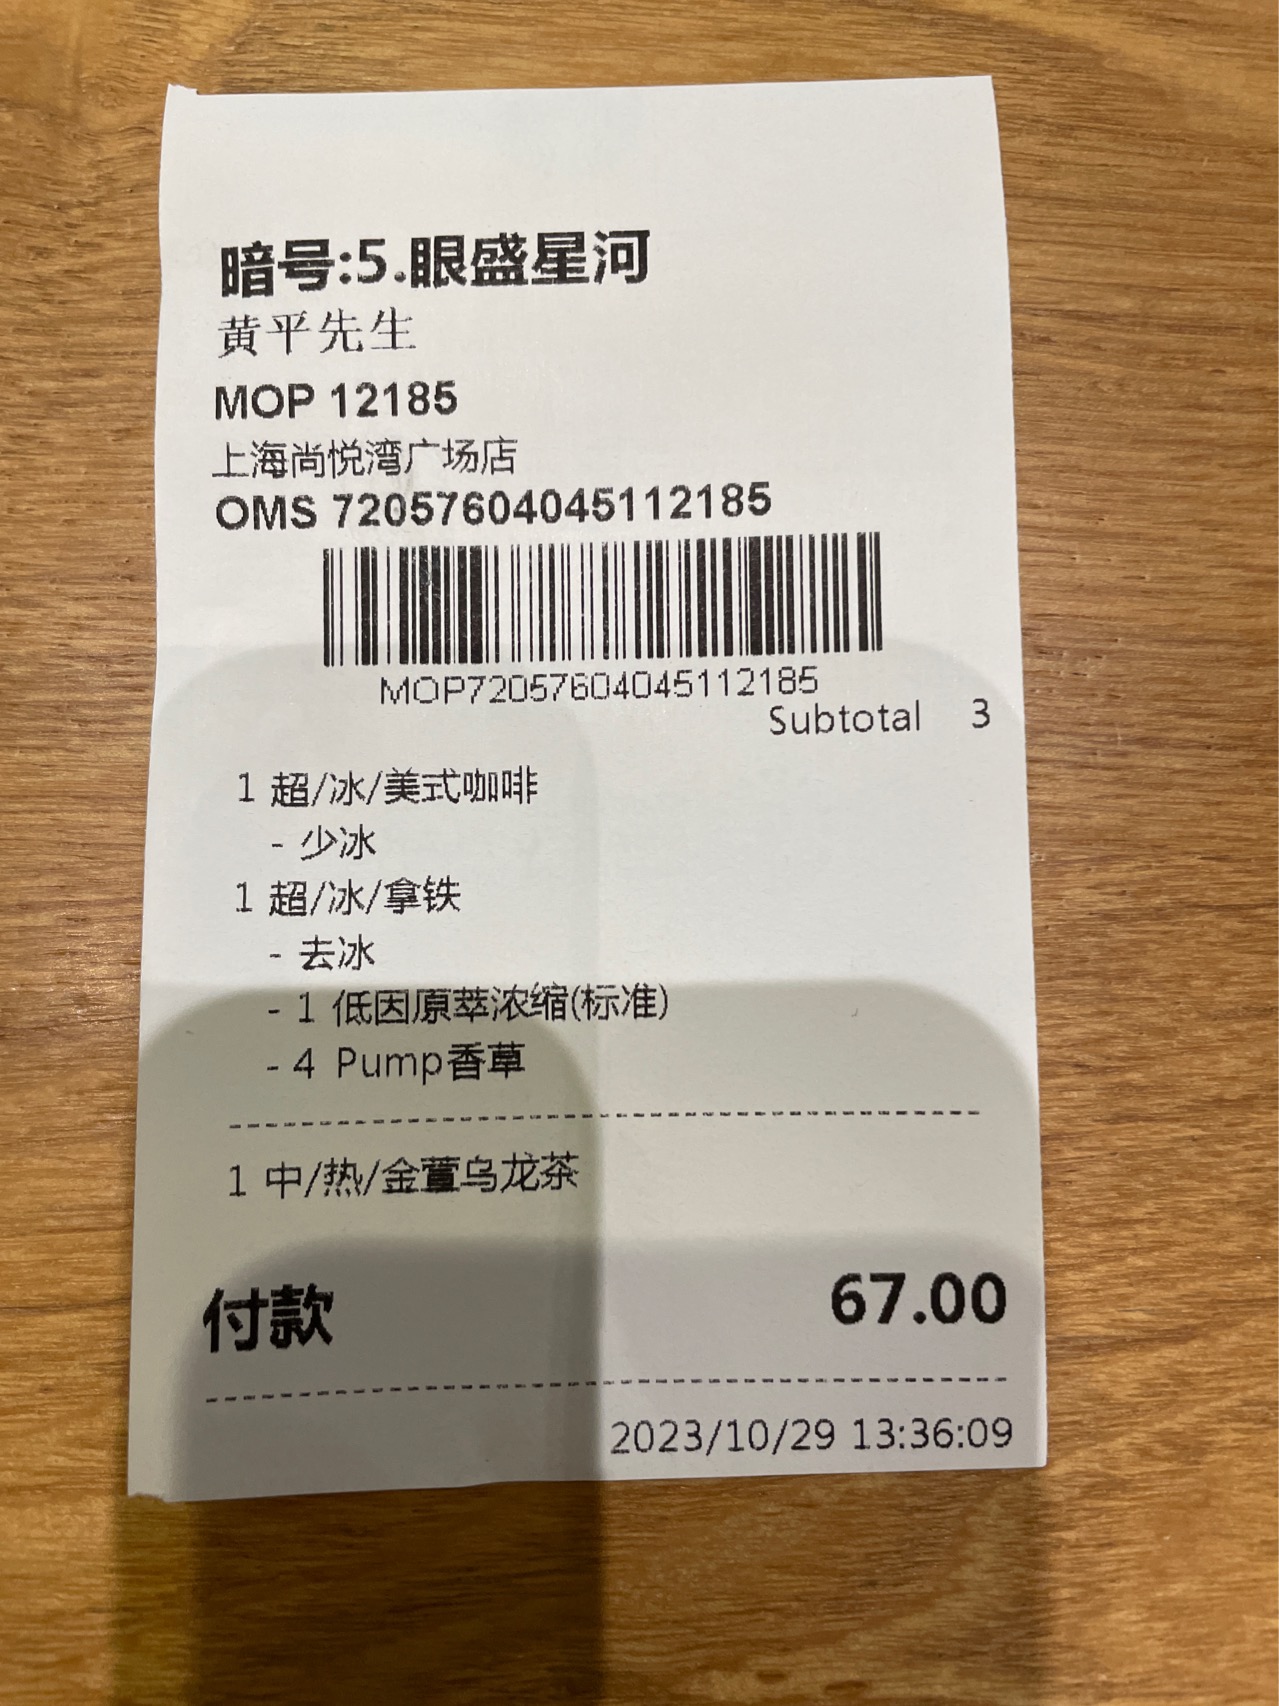 暗号:5.眼盛星河
黄平先生
MOP 12185
上海尚悦湾广场店
OMS 72057604045112185
MOP72057604045112185
Subtotal 3
1 超/冰/美式咖啡
- 少冰
1 超/冰/拿铁
- 去冰
- 1 低因原萃浓缩(标准)
- 4 Pump香草
1 中/热/金萱乌龙茶
付款 67.00
2023/10/29 13:36:09